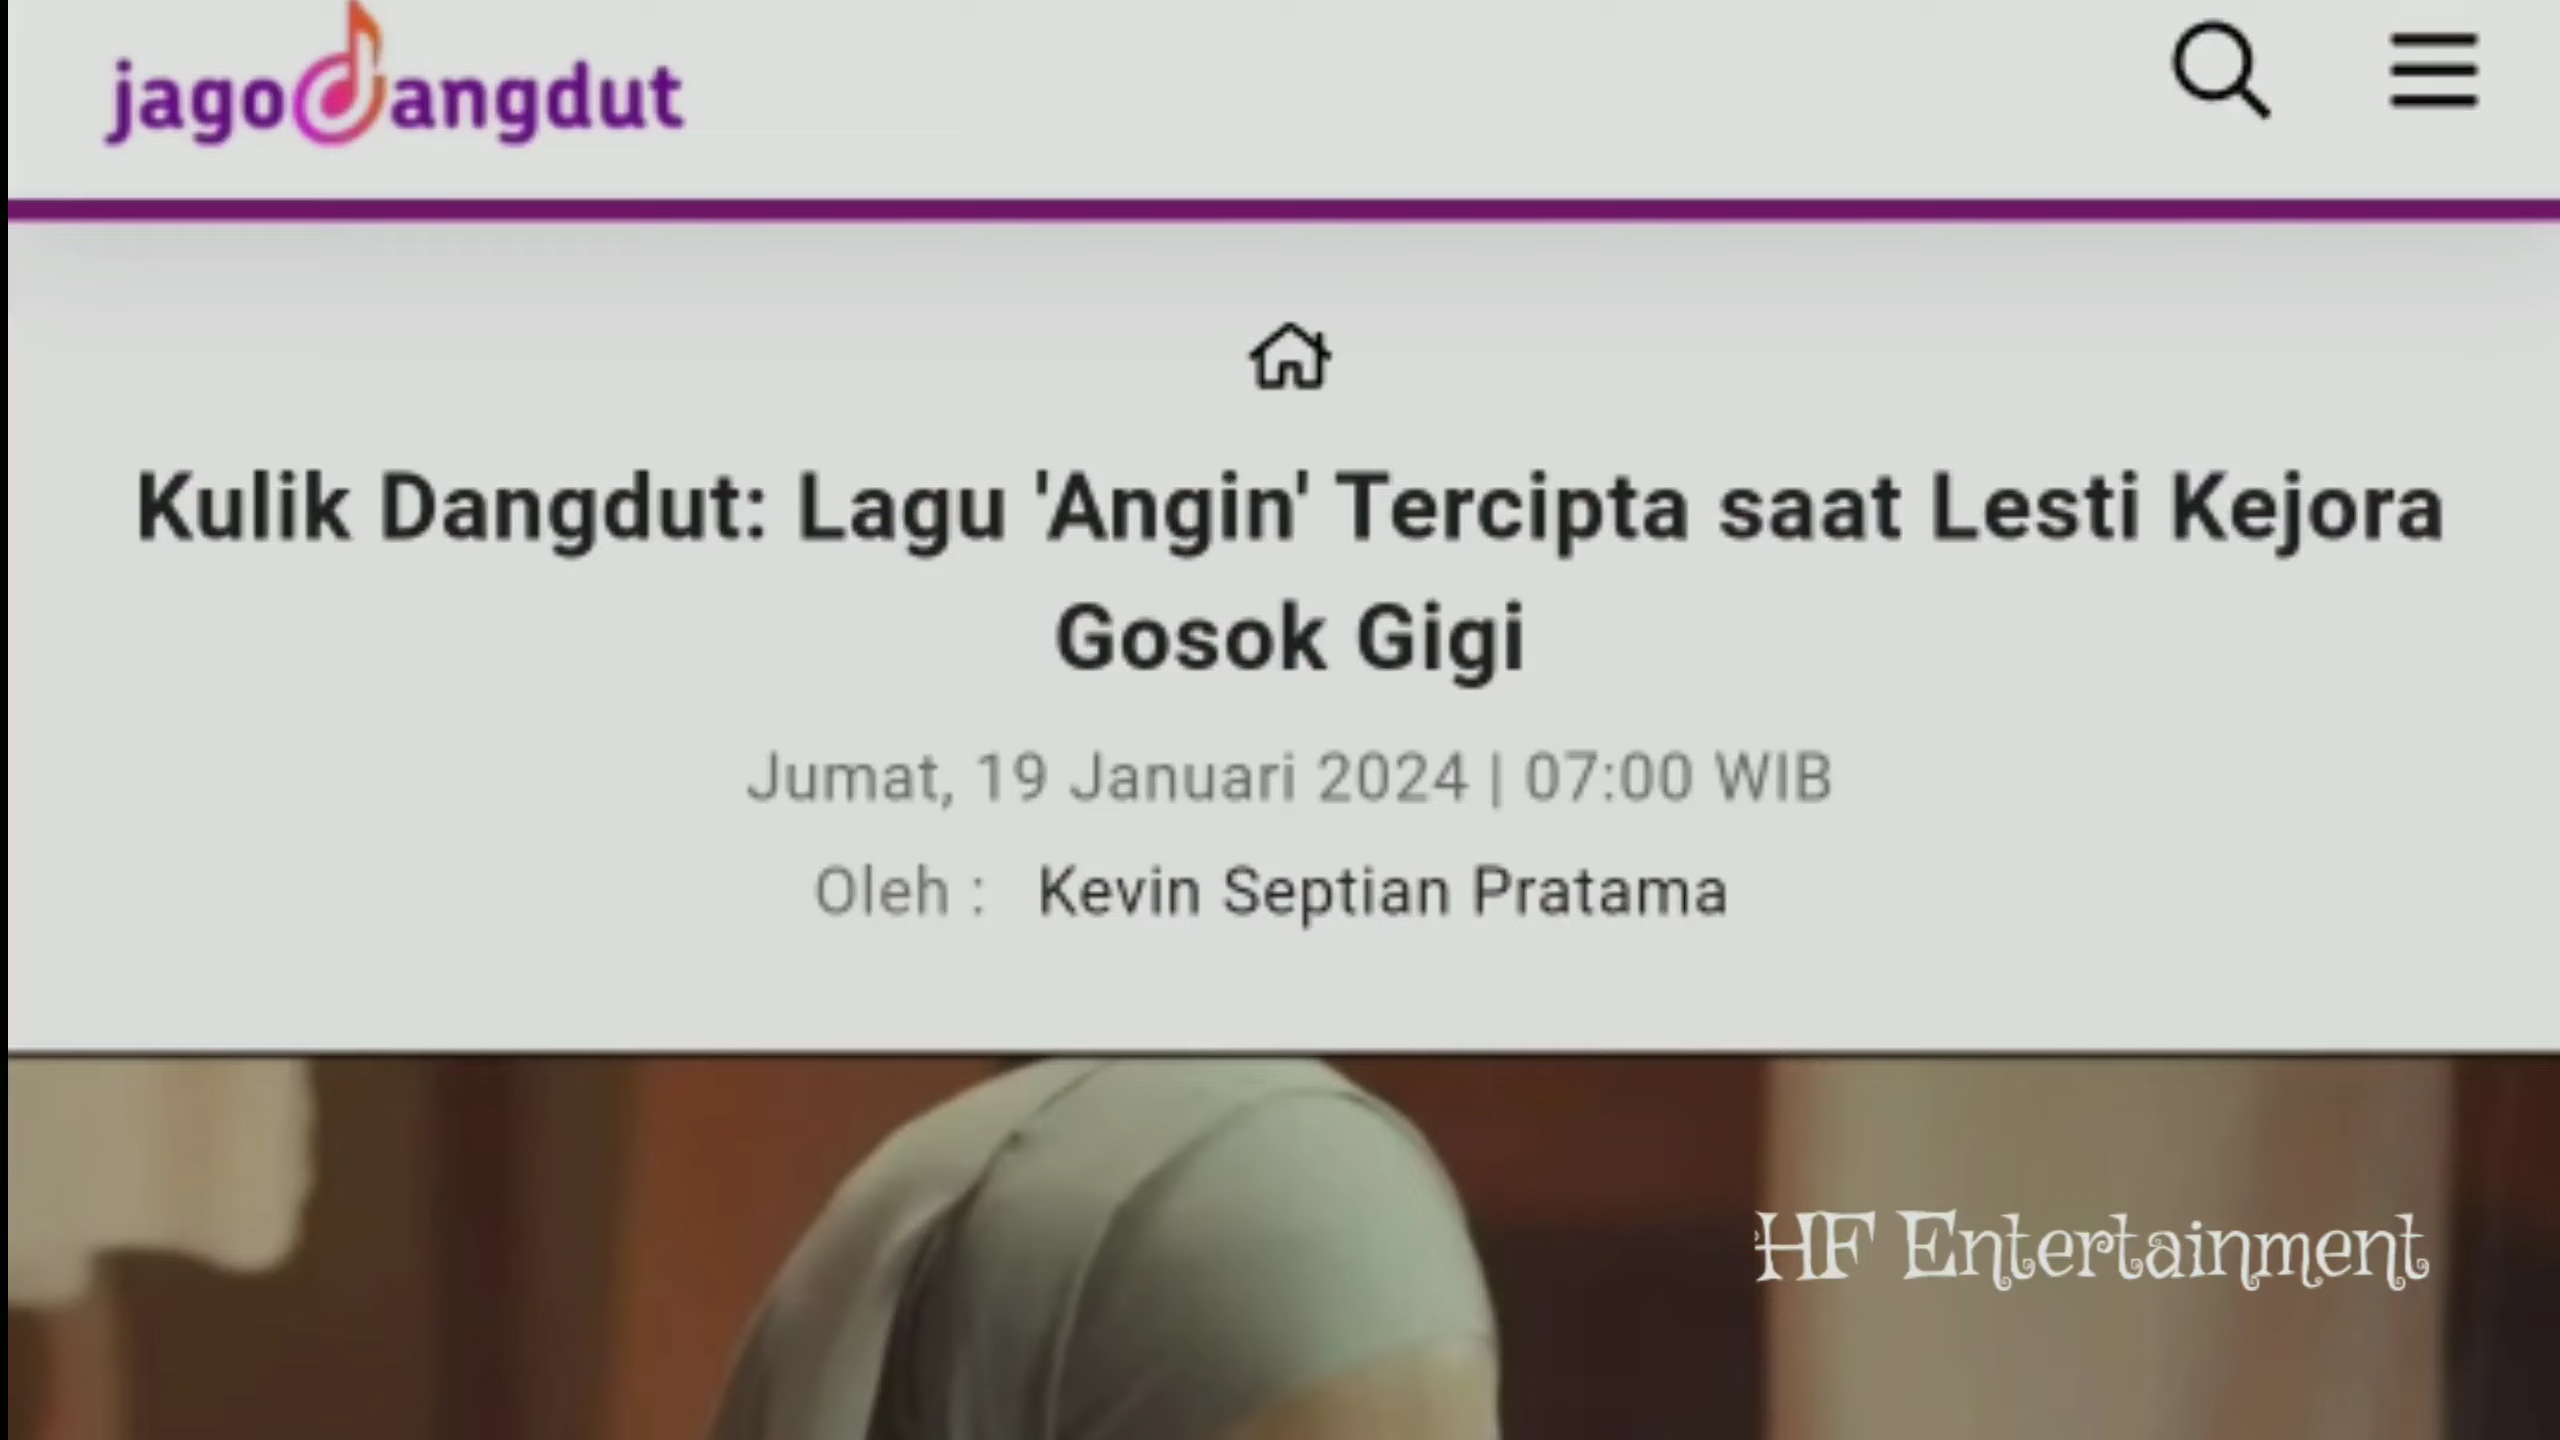 jagodangdut
Kulik Dangdut: Lagu 'Angin' Tercipta saat Lesti Kejora
Gosok Gigi
Jumat, 19 Januari 2024 | 07:00 WIB
Oleh : Kevin Septian Pratama
HF Entertainment